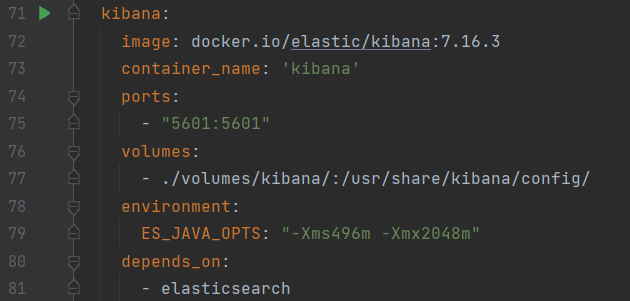 71 kibana:
72 image: docker.io/elastic/kibana:7.16.3
73 container_name: 'kibana'
74 ports:
75 - "5601:5601"
76 volumes:
77 - ./volumes/kibana/:/usr/share/kibana/config/
78 environment:
79 ES_JAVA_OPTS: "-Xms496m -Xmx2048m"
80 depends_on:
81 - elasticsearch